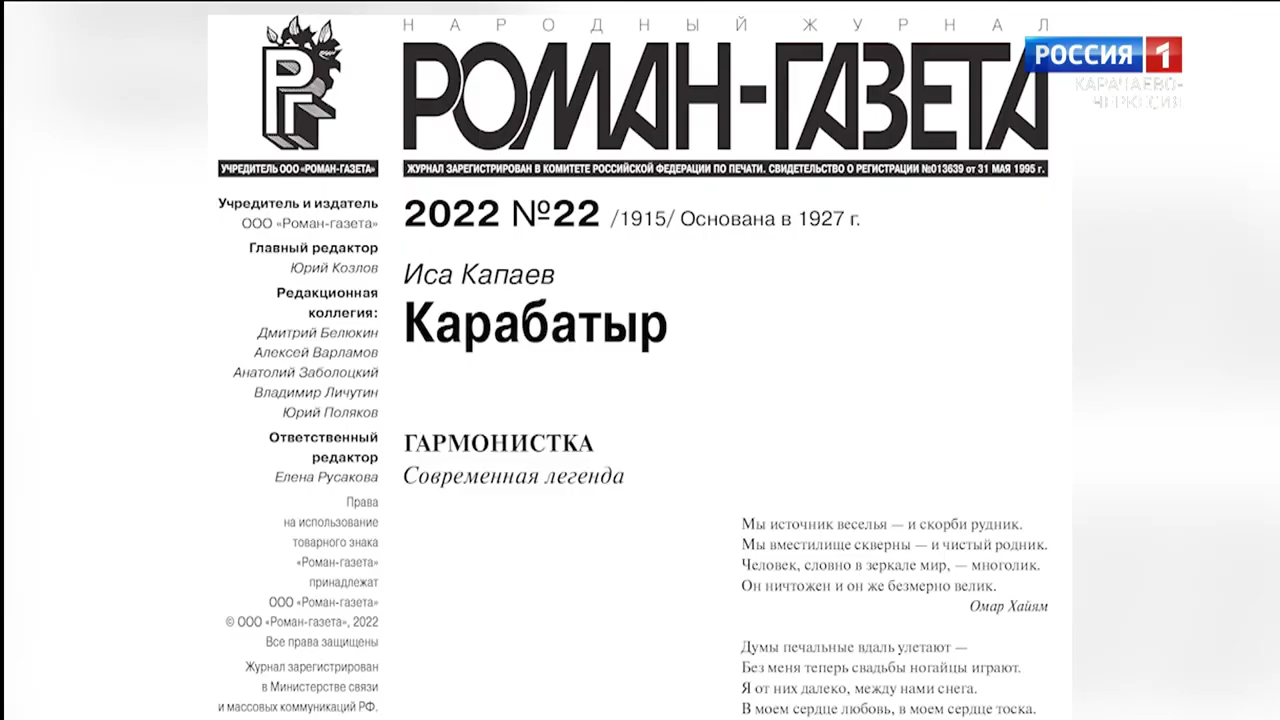 НАРОДНЫЙ ЖУРНАЛ
РОМАН-ГАЗЕТА
РОССИЯ 1
КАРАЧАЕВО-
ЧЕРКЕСИЯ
РГ
УЧРЕДИТЕЛЬ ООО «РОМАН-ГАЗЕТА»
ЖУРНАЛ ЗАРЕГИСТРИРОВАН В КОМИТЕТЕ РОССИЙСКОЙ ФЕДЕРАЦИИ ПО ПЕЧАТИ. СВИДЕТЕЛЬСТВО О РЕГИСТРАЦИИ №013639 от 31 МАЯ 1995 г.
Учредитель и издатель
ООО «Роман-газета»
Главный редактор
Юрий Козлов
Редакционная
коллегия:
Дмитрий Белюкин
Алексей Варламов
Анатолий Заболоцкий
Владимир Личутин
Юрий Поляков
Ответственный
редактор
Елена Русакова
Права
на использование
товарного знака
«Роман-газета»
принадлежат
ООО «Роман-газета»
© ООО «Роман-газета», 2022
Все права защищены
Журнал зарегистрирован
в Министерстве связи
и массовых коммуникаций РФ.
2022 №22 /1915/ Основана в 1927 г.
Иса Капаев
Карабатыр
ГАРМОНИСТКА
Современная легенда
Мы источник веселья — и скорби рудник.
Мы вместилище скверны — и чистый родник.
Человек, словно в зеркале мир, — многолик.
Он ничтожен и он же безмерно велик.
Омар Хайям
Думы печальные вдаль улетают —
Без меня теперь свадьбы ногайцы играют.
Я от них далеко, между нами снега.
В моем сердце любовь, в моем сердце тоска.